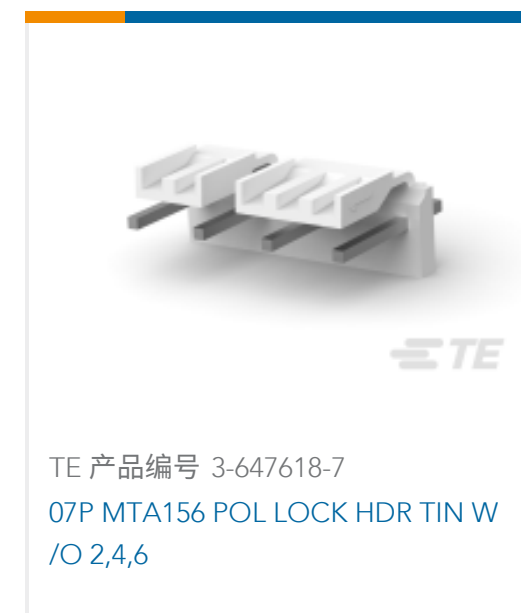 TE
TE 产品编号 3-647618-7
07P MTA156 POL LOCK HDR TIN W
/O 2,4,6